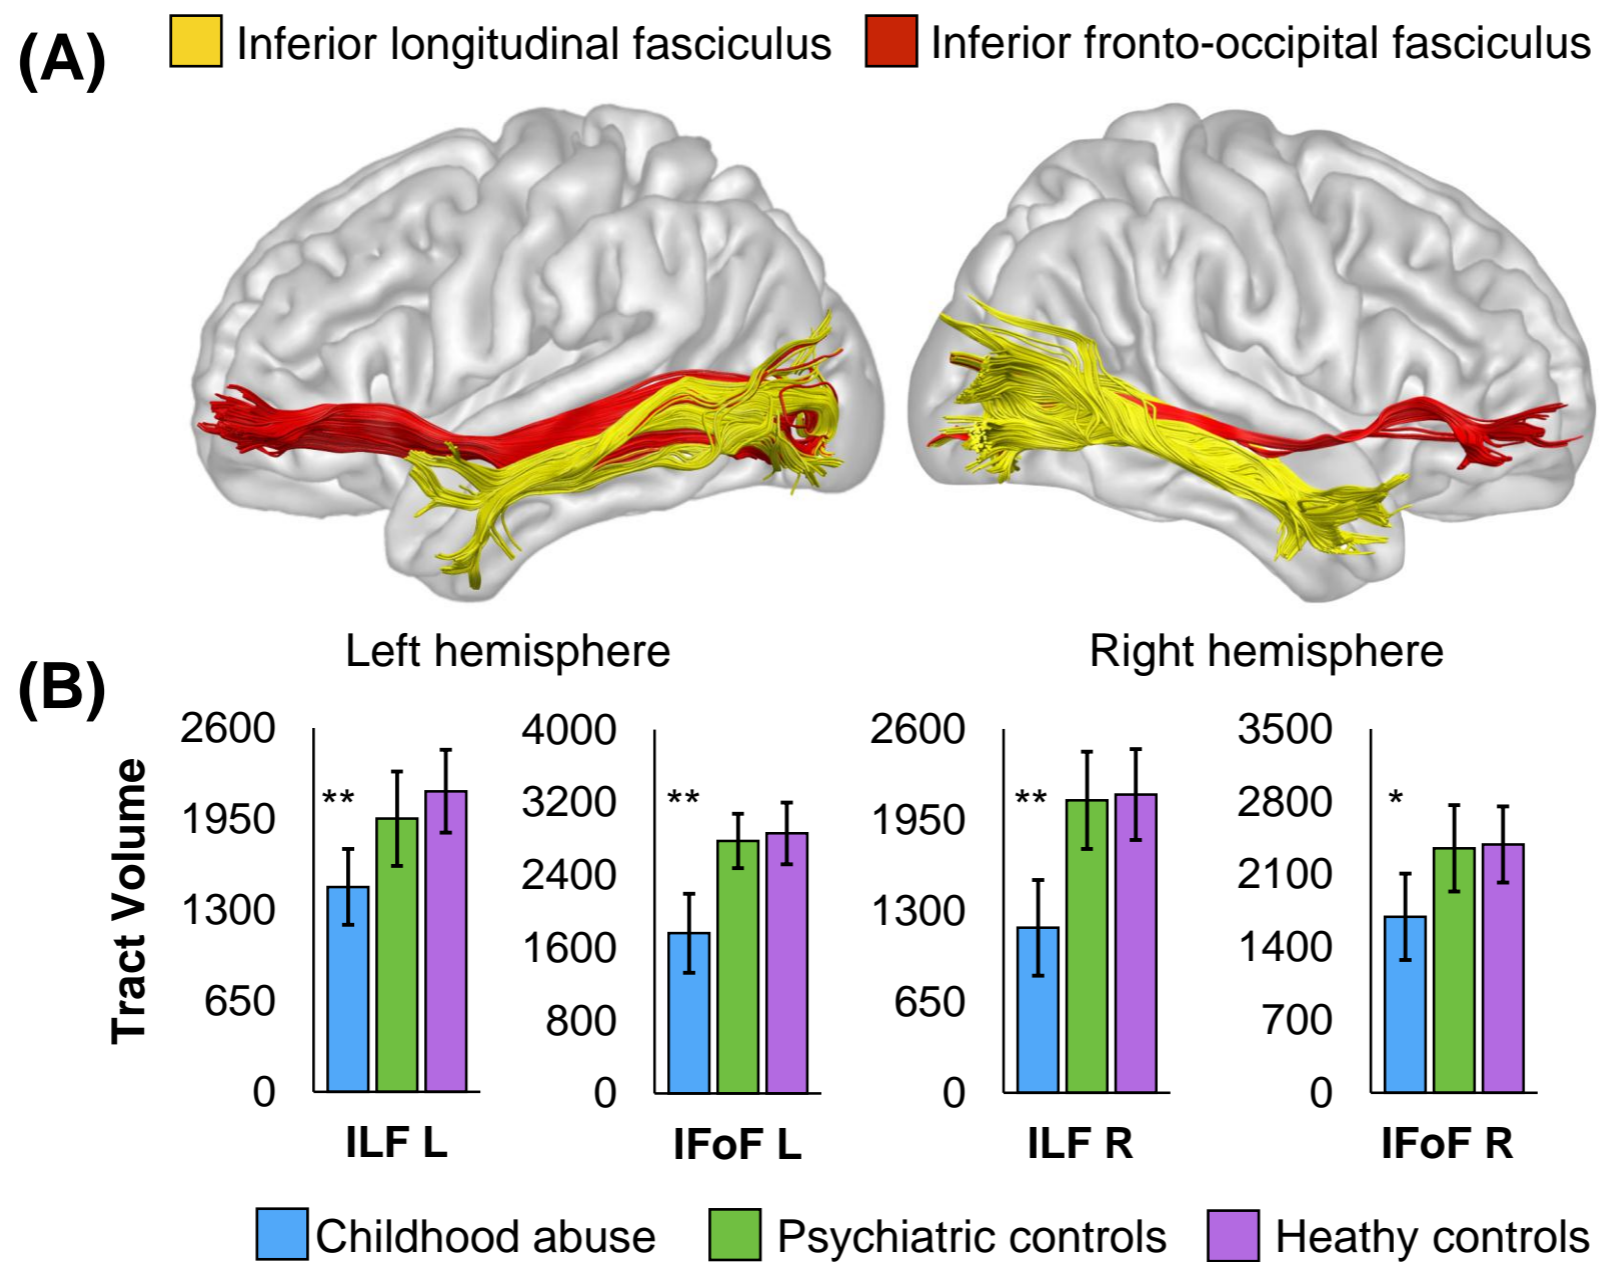 (A)
Inferior longitudinal fasciculus
Inferior fronto-occipital fasciculus
Left hemisphere
Right hemisphere
(B)
Tract Volume
2600
1950
1300
650
0
**
ILF L
4000
3200
2400
1600
800
0
**
IFoF L
2600
1950
1300
650
0
**
ILF R
3500
2800
2100
1400
700
0
*
IFoF R
Childhood abuse
Psychiatric controls
Heathy controls